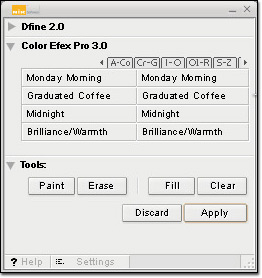 Dfine 2.0
Color Efex Pro 3.0
A-Co Cr-G I-O Ol-R S-Z
Monday Morning Monday Morning
Graduated Coffee Graduated Coffee
Midnight Midnight
Brilliance/Warmth Brilliance/Warmth
Tools:
Paint Erase Fill Clear
Discard Apply
? Help Settings